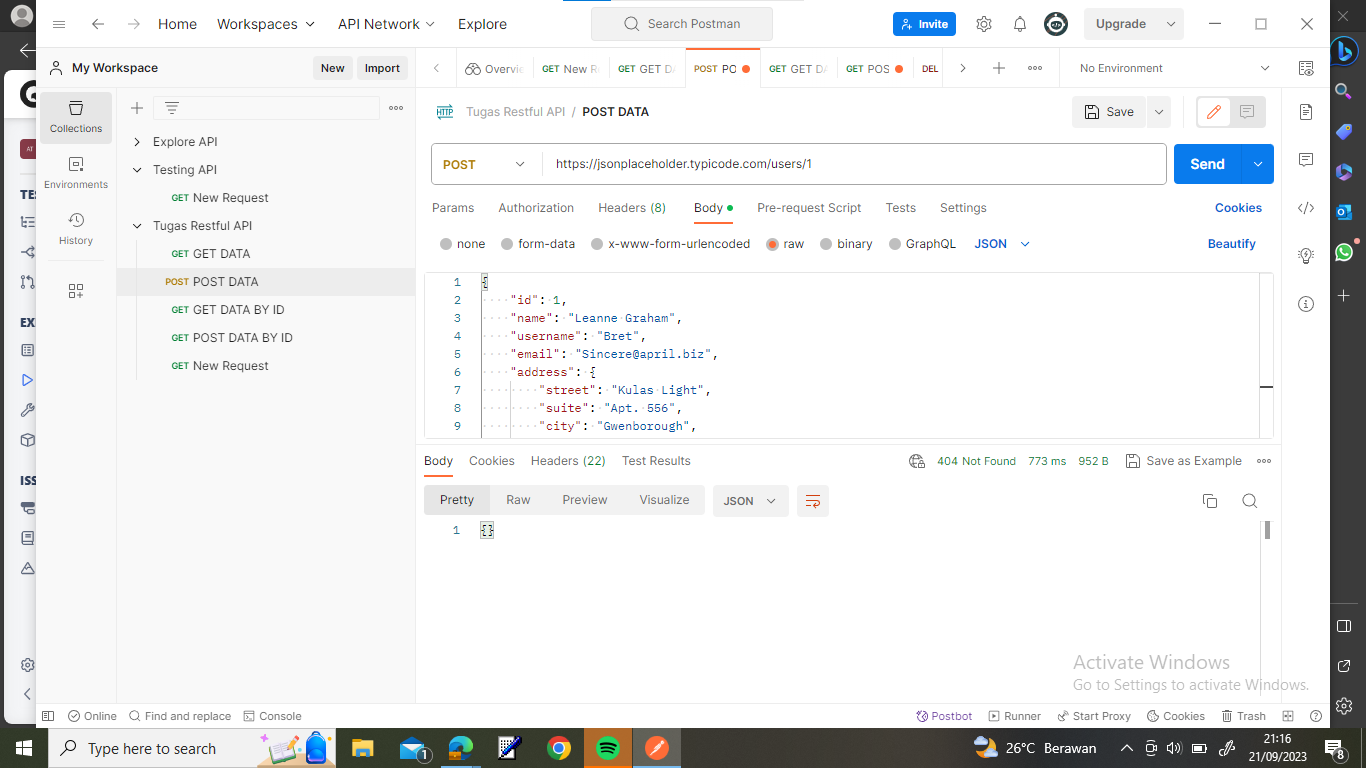 Home Workspaces API Network Explore Search Postman Invite Upgrade
My Workspace New Import
Overvi GET New R GET GET DA POST PO GET GET DA GET POS DEL No Environment
Collections
Environments
History
Explore API
Testing API
GET New Request
Tugas Restful API
GET GET DATA
POST POST DATA
GET GET DATA BY ID
GET POST DATA BY ID
GET New Request
HTTP Tugas Restful API / POST DATA Save
POST https://jsonplaceholder.typicode.com/users/1 Send
Params Authorization Headers (8) Body Pre-request Script Tests Settings Cookies
none form-data x-www-form-urlencoded raw binary GraphQL JSON Beautify
1 {
2 "id": 1,
3 "name": "Leanne Graham",
4 "username": "Bret",
5 "email": "Sincere@april.biz",
6 "address": {
7 "street": "Kulas Light",
8 "suite": "Apt. 556",
9 "city": "Gwenborough",
Body Cookies Headers (22) Test Results 404 Not Found 773 ms 952 B Save as Example
Pretty Raw Preview Visualize JSON
1 {}
AT
TES
EXE
ISS
Activate Windows
Go to Settings to activate Windows.
Online Find and replace Console Postbot Runner Start Proxy Cookies Trash
Type here to search 1 26°C Berawan 21:16
21/09/2023 8